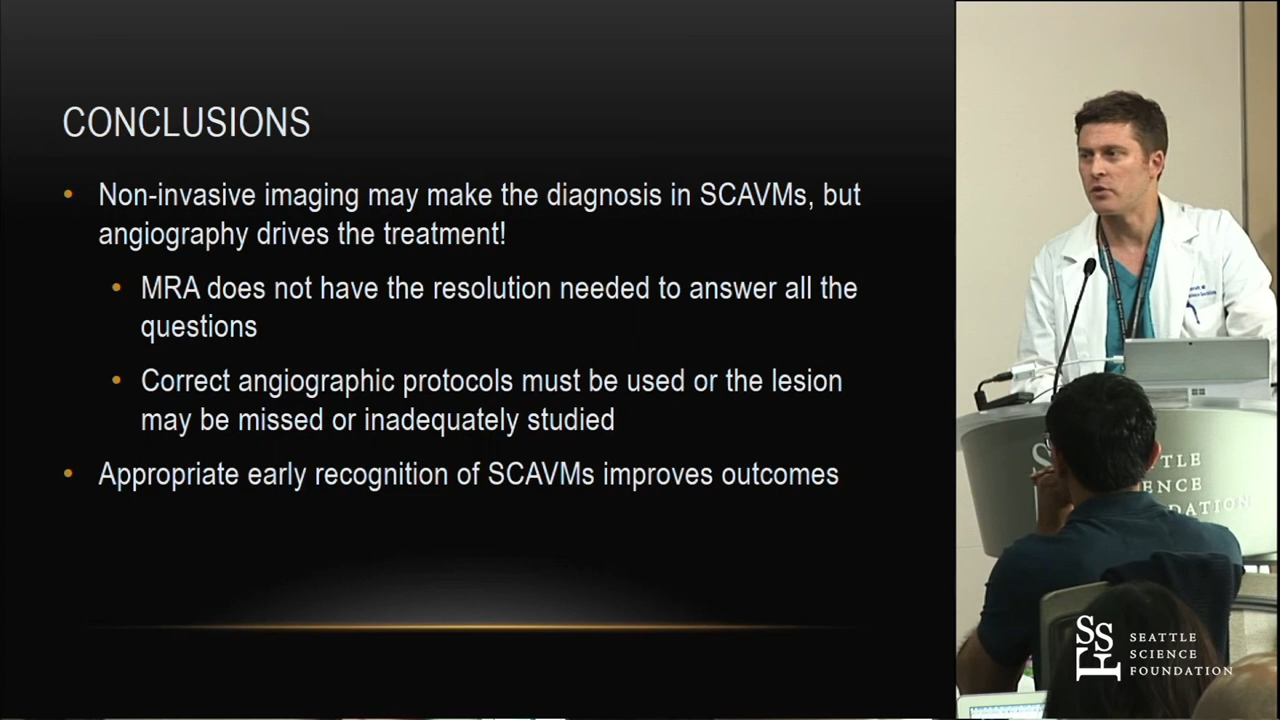 CONCLUSIONS
• Non-invasive imaging may make the diagnosis in SCAVMs, but
angiography drives the treatment!
• MRA does not have the resolution needed to answer all the
questions
• Correct angiographic protocols must be used or the lesion
may be missed or inadequately studied
• Appropriate early recognition of SCAVMs improves outcomes
SSF
SEATTLE
SCIENCE
FOUNDATION